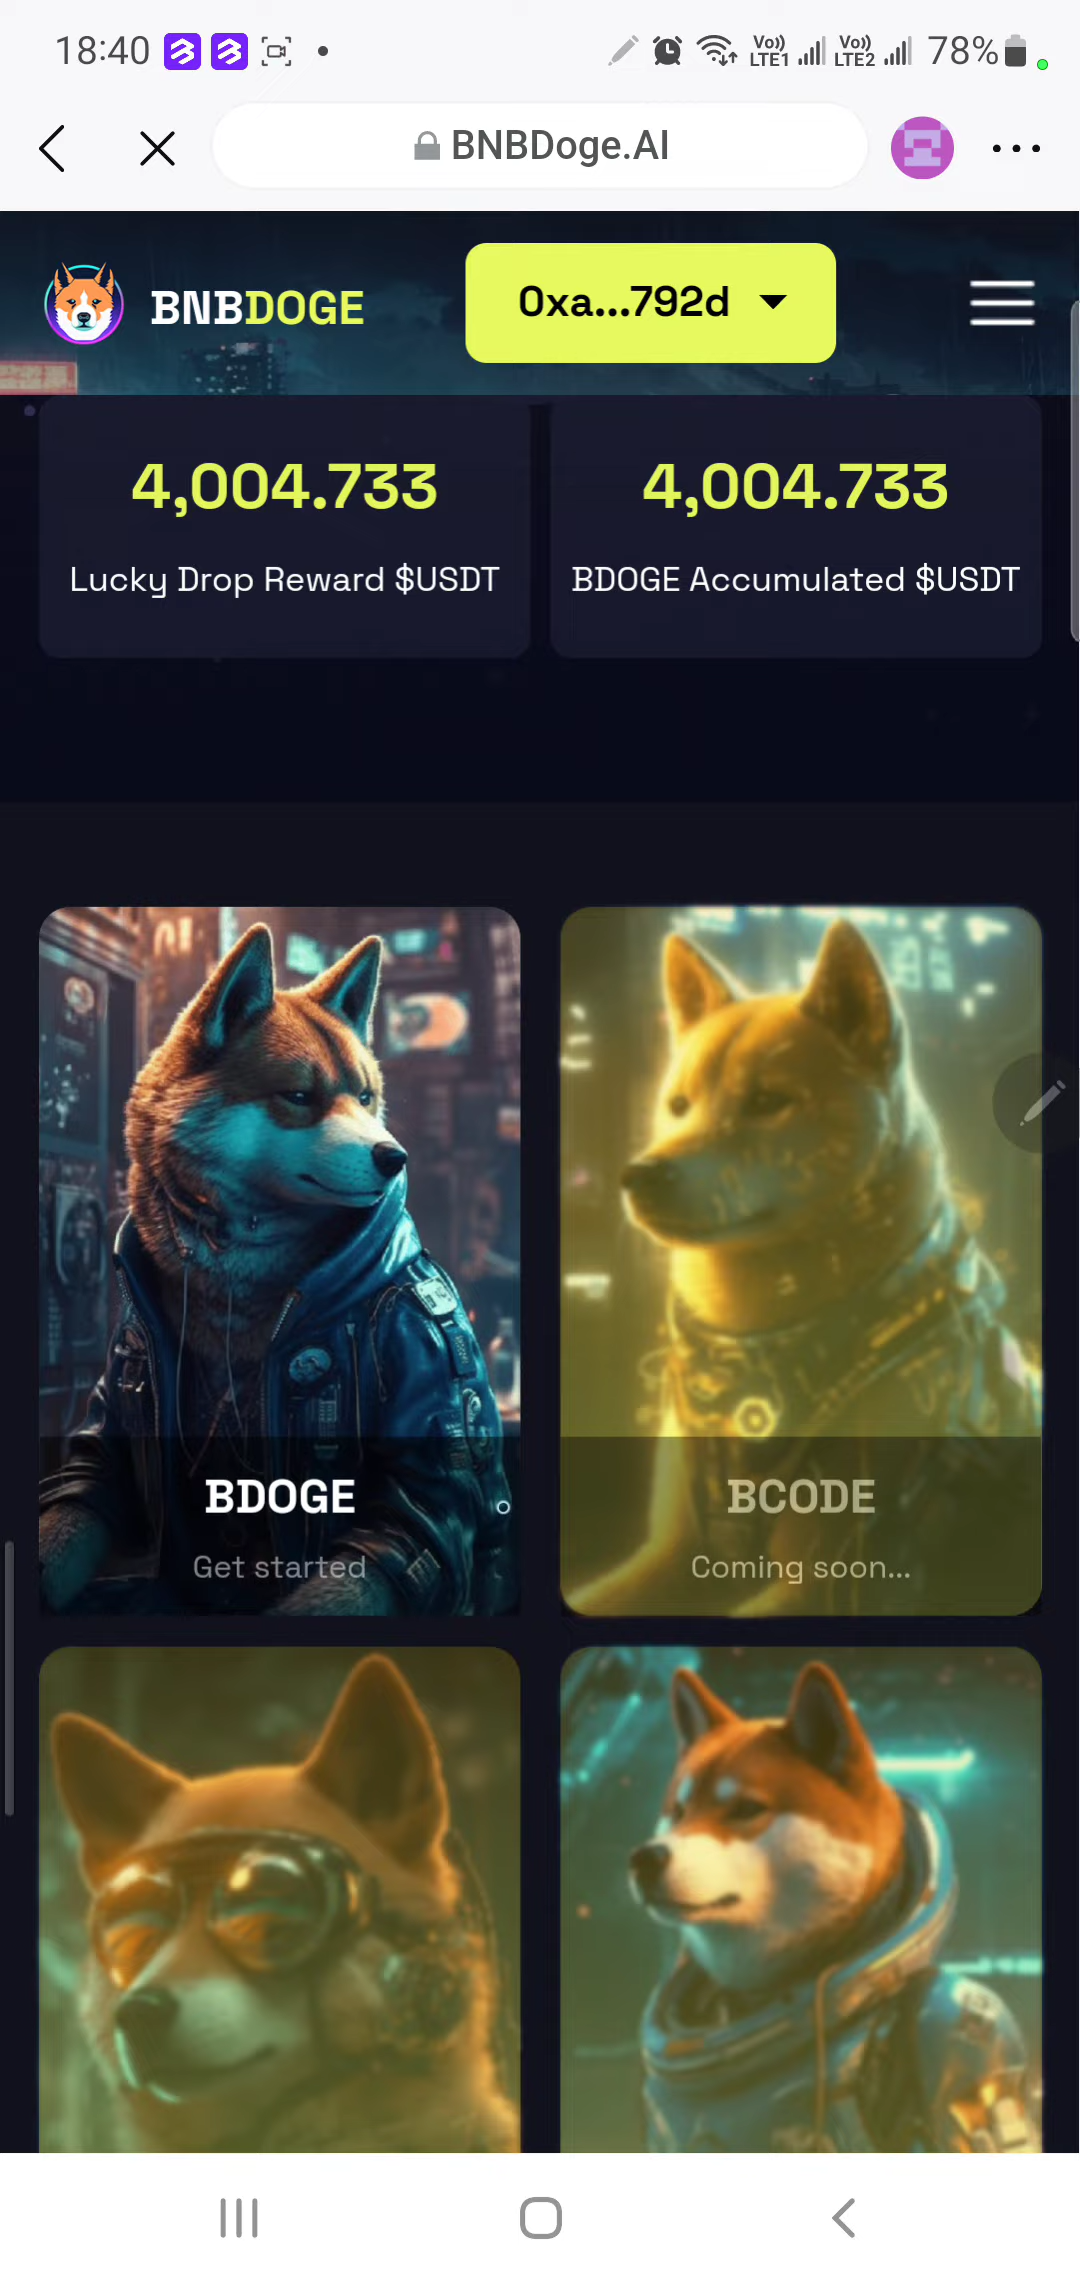 18:40
Vo)) LTE1
Vo)) LTE2
78%
BNBDoge.AI
BNBDOGE
0xa...792d
4,004.733
Lucky Drop Reward $USDT
4,004.733
BDOGE Accumulated $USDT
BDOGE
Get started
BCODE
Coming soon...